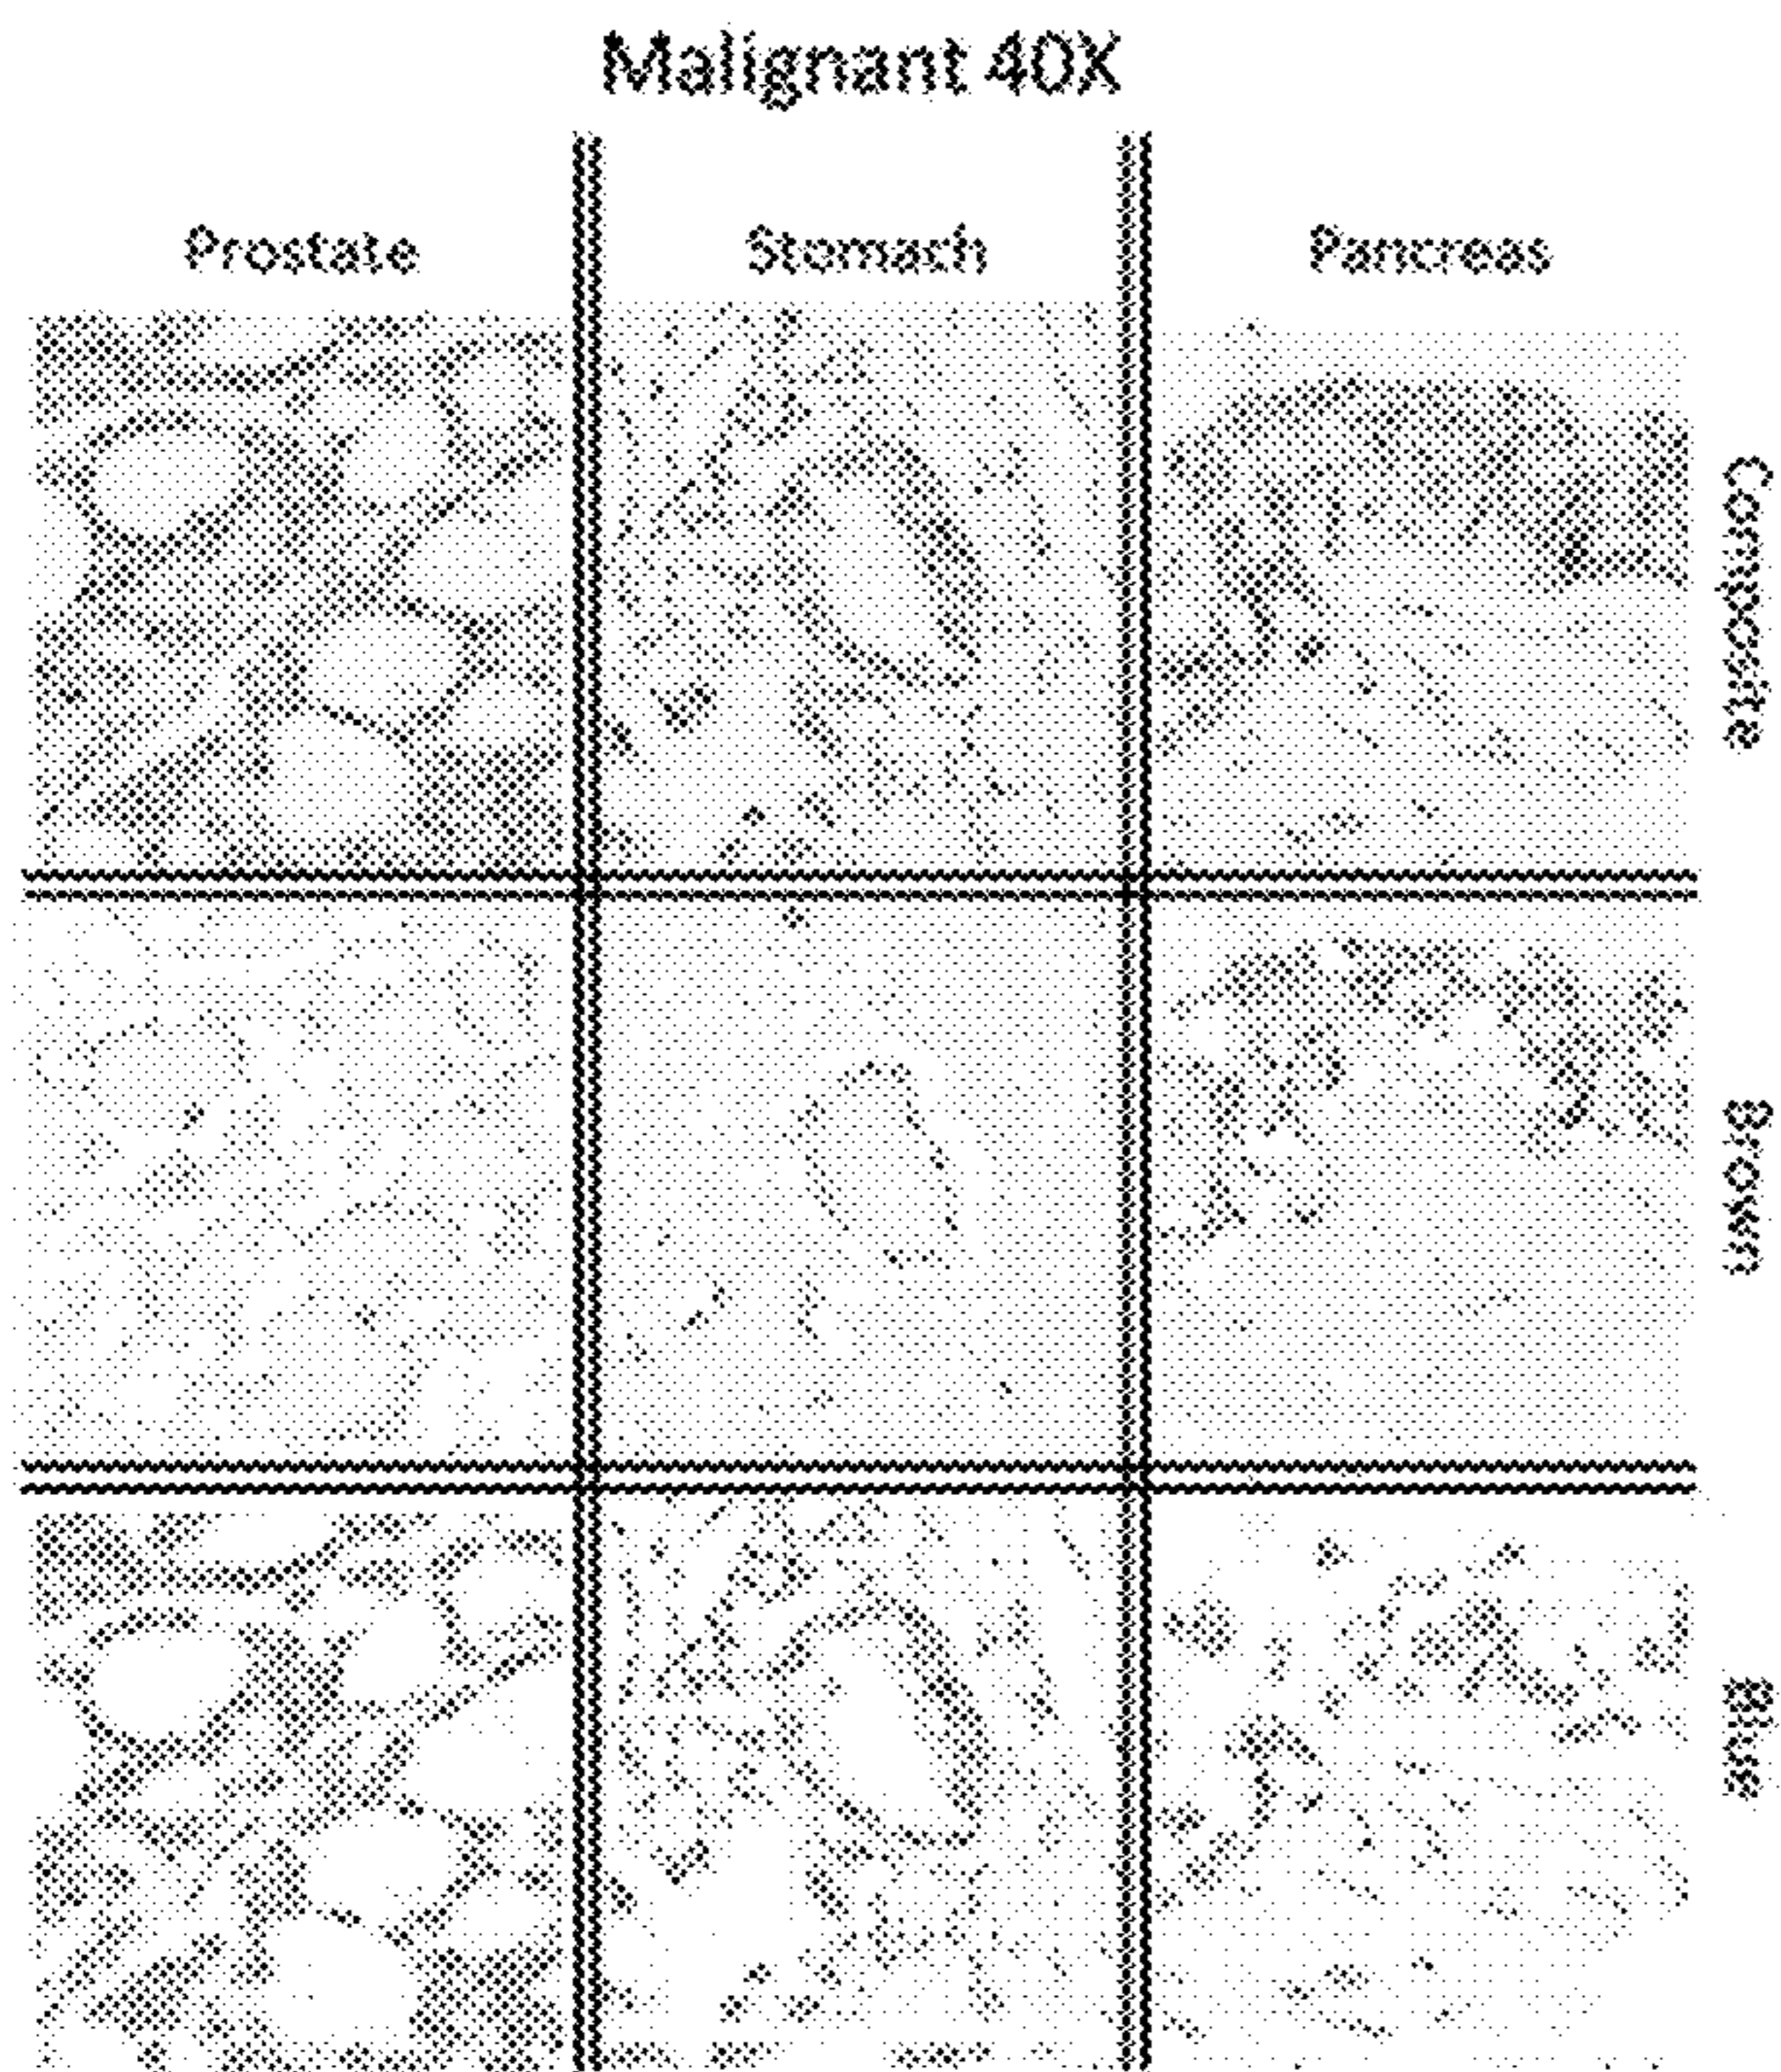 Malignant 40X
Prostate
Stomach
Pancreas
Composite
Brown
Blue